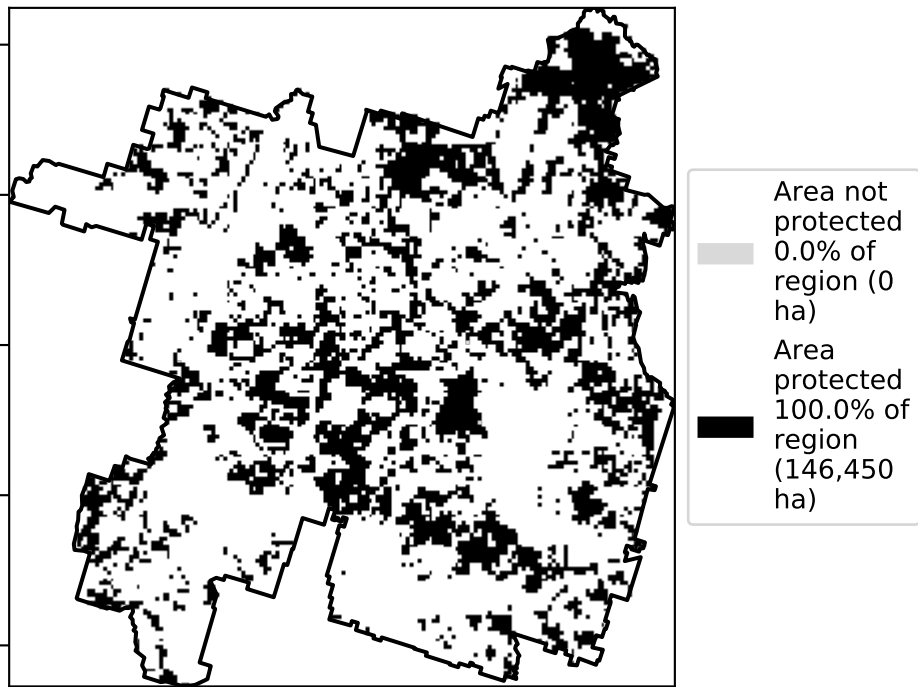 Area not
protected
0.0% of
region (0
ha)
Area
protected
100.0% of
region
(146,450
ha)